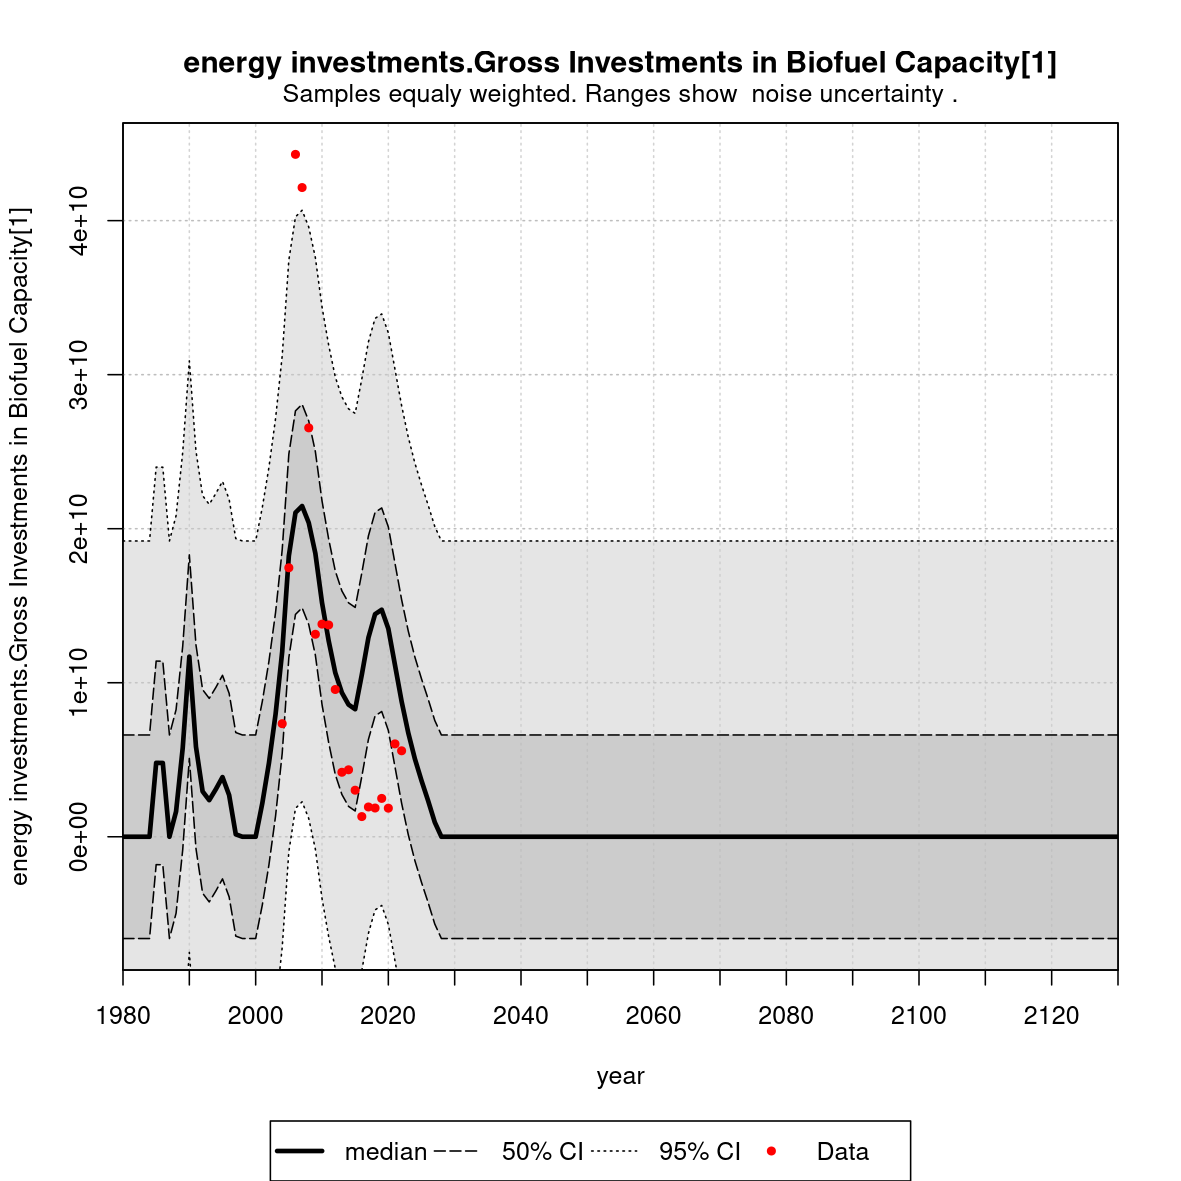 energy investments.Gross Investments in Biofuel Capacity[1]
Samples equaly weighted. Ranges show  noise uncertainty .
energy investments.Gross Investments in Biofuel Capacity[1]
4e+10
3e+10
2e+10
1e+10
0e+00
1980 2000 2020 2040 2060 2080 2100 2120
year
median 50% CI 95% CI Data